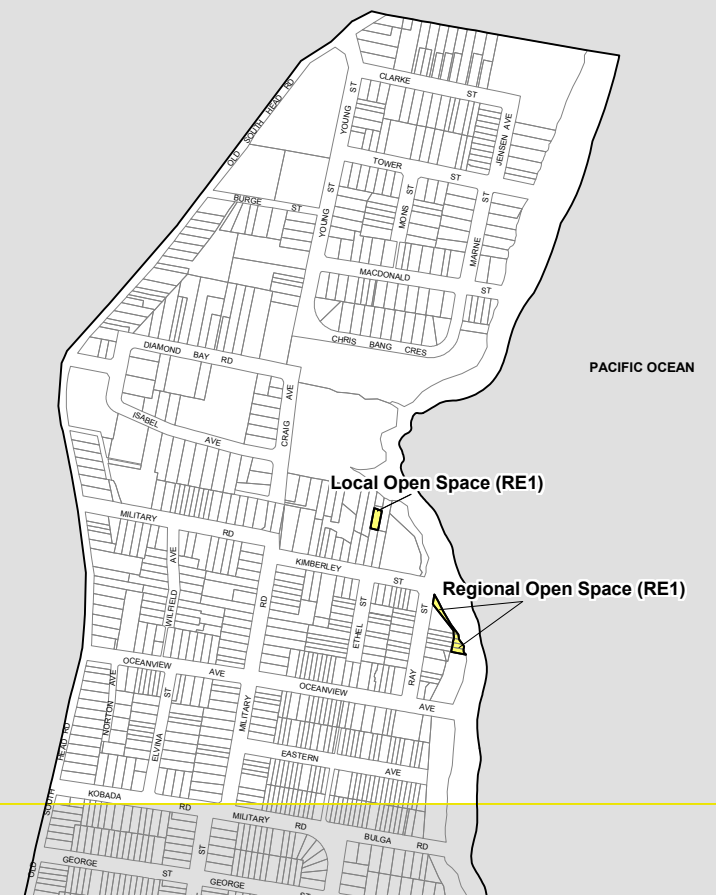 CLARKE ST
YOUNG ST
OLD SOUTH HEAD RD
JENSEN AVE
TOWER ST
BURGE ST
YOUNG ST
MONS ST
MARNE ST
MACDONALD ST
CHRIS BANG CRES
DIAMOND BAY RD
PACIFIC OCEAN
CRAIG AVE
ISABEL AVE
Local Open Space (RE1)
MILITARY RD
KIMBERLEY ST
WILFIELD AVE
RD
ETHEL ST
RAY ST
Regional Open Space (RE1)
OCEANVIEW AVE
OCEANVIEW AVE
NORTON AVE
ELVINA ST
MILITARY
OLD SOUTH HEAD RD
EASTERN AVE
KOBADA RD
MILITARY RD
BULGA RD
GEORGE ST
ST
GEORGE ST